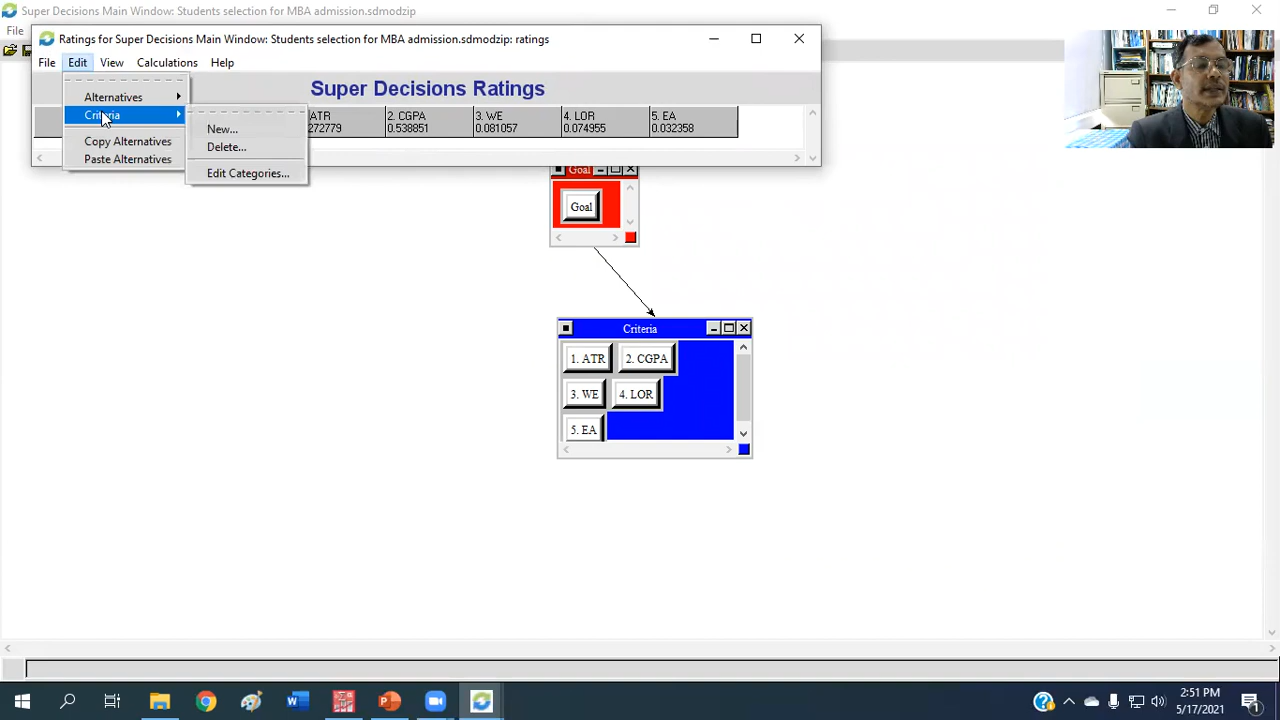 Super Decisions Main Window: Students selection for MBA admission.sdmodzip
File
Ratings for Super Decisions Main Window: Students selection for MBA admission.sdmodzip: ratings
File Edit View Calculations Help
Super Decisions Ratings
Alternatives
Criteria
Copy Alternatives
Paste Alternatives
New...
Delete...
Edit Categories...
ATR 2. CGPA 3. WE 4. LOR 5. EA
272779 0.538851 0.081057 0.074955 0.032358
Goal
Goal
Criteria
1. ATR 2. CGPA
3. WE 4. LOR
5. EA
2:51 PM
5/17/2021
1